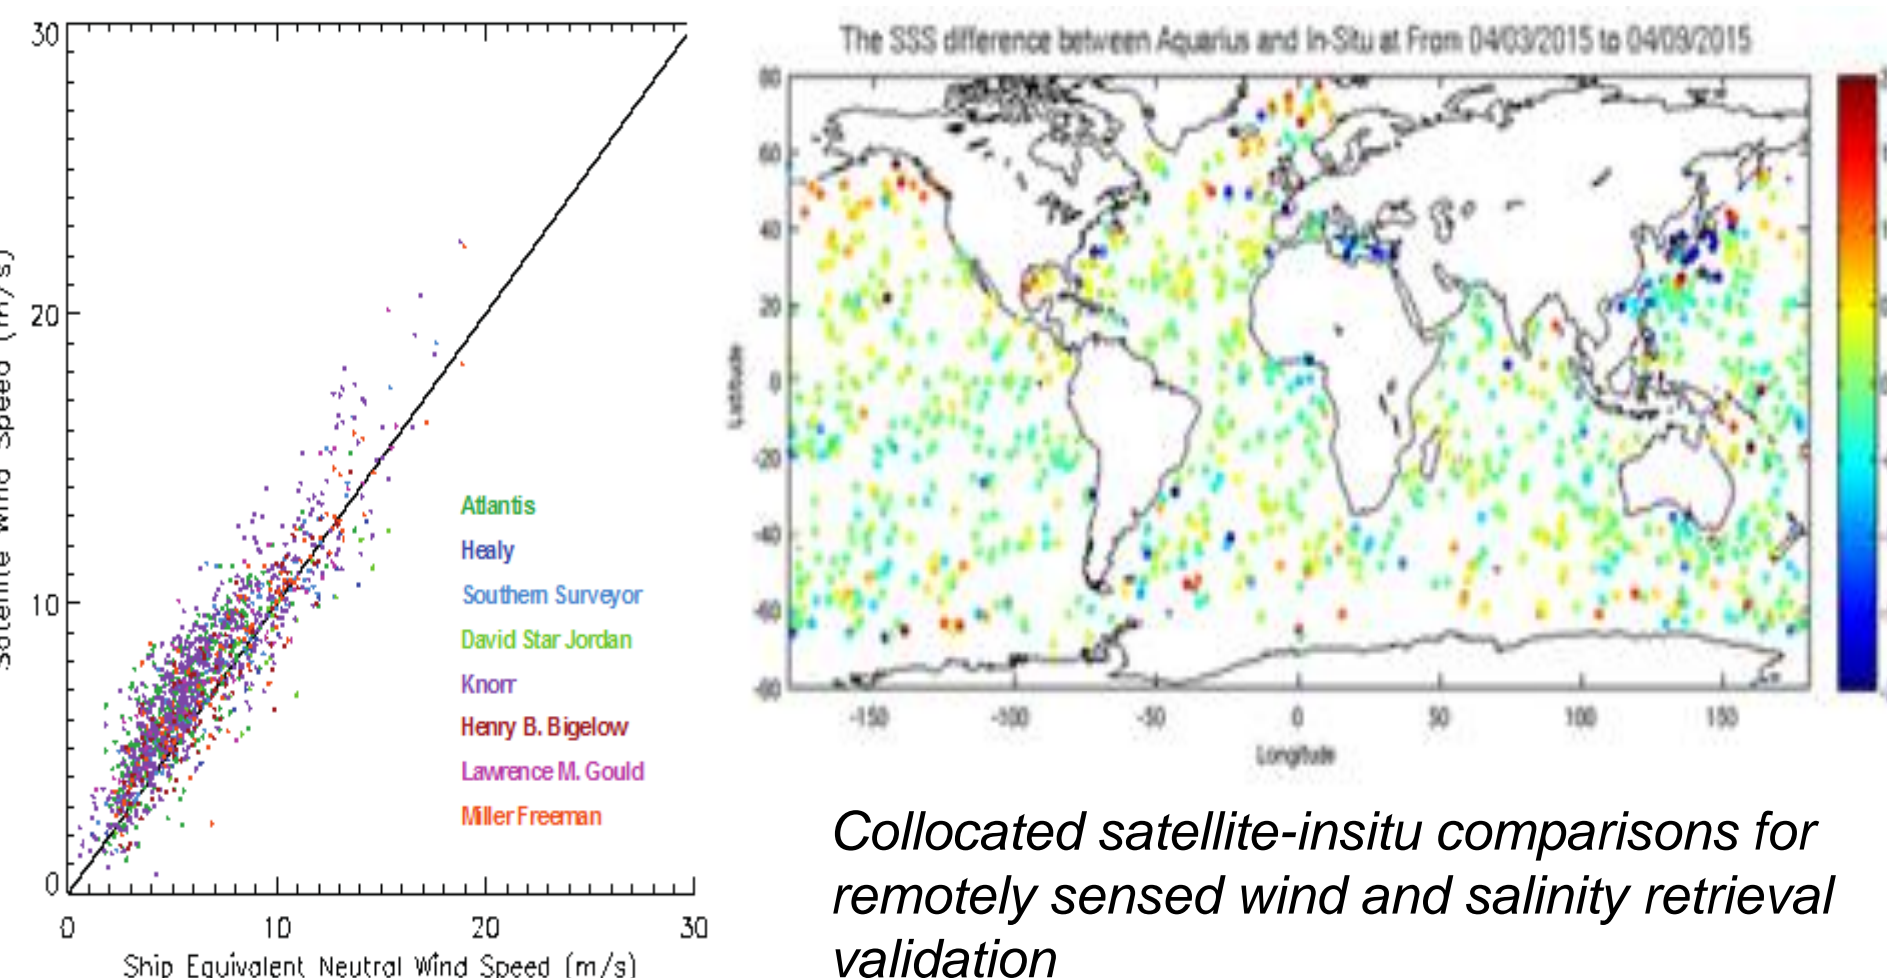 30
20
10
0
0 10 20 30
Satellite Wind Speed (m/s)
Ship Equivalent Neutral Wind Speed (m/s)
Atlantis
Healy
Southern Surveyor
David Star Jordan
Knorr
Henry B. Bigelow
Lawrence M. Gould
Miller Freeman
The SSS difference between Aquarius and In-Situ at From 04/03/2015 to 04/09/2015
80
60
40
20
0
-20
-40
-60
-80
Latitude
-150 -100 -50 0 50 100 150
Longitude
Collocated satellite-insitu comparisons for
remotely sensed wind and salinity retrieval
validation